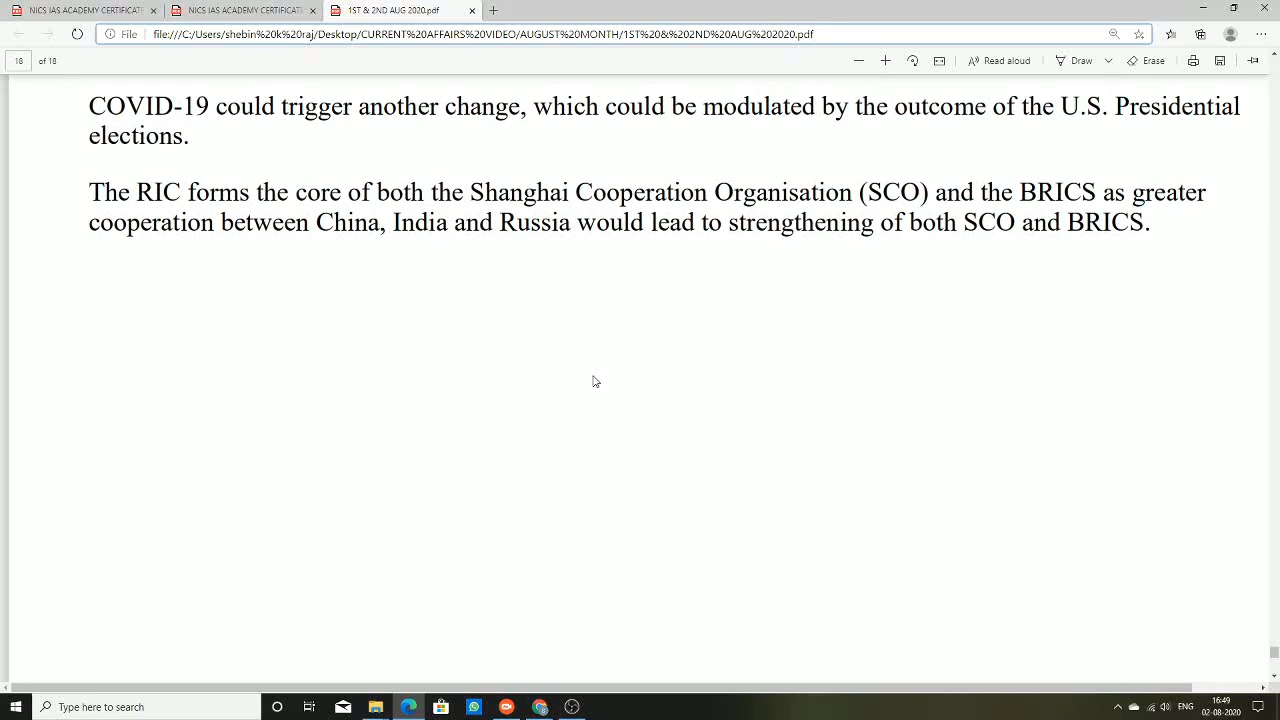 NICS IAS ACADEMY CERTIFICATE
NICS IAS ACADEMY CERTIFICATE
1ST & 2ND AUG 2020.pdf
File
file:///C:/Users/shebin%20k%20raj/Desktop/CURRENT%20AFFAIRS%20VIDEO/AUGUST%20MONTH/1ST%20&%202ND%20AUG%202020.pdf
18 of 18
Read aloud
Draw
Erase
COVID-19 could trigger another change, which could be modulated by the outcome of the U.S. Presidential
elections.
The RIC forms the core of both the Shanghai Cooperation Organisation (SCO) and the BRICS as greater
cooperation between China, India and Russia would lead to strengthening of both SCO and BRICS.
Type here to search
ENG
16:49
02-08-2020